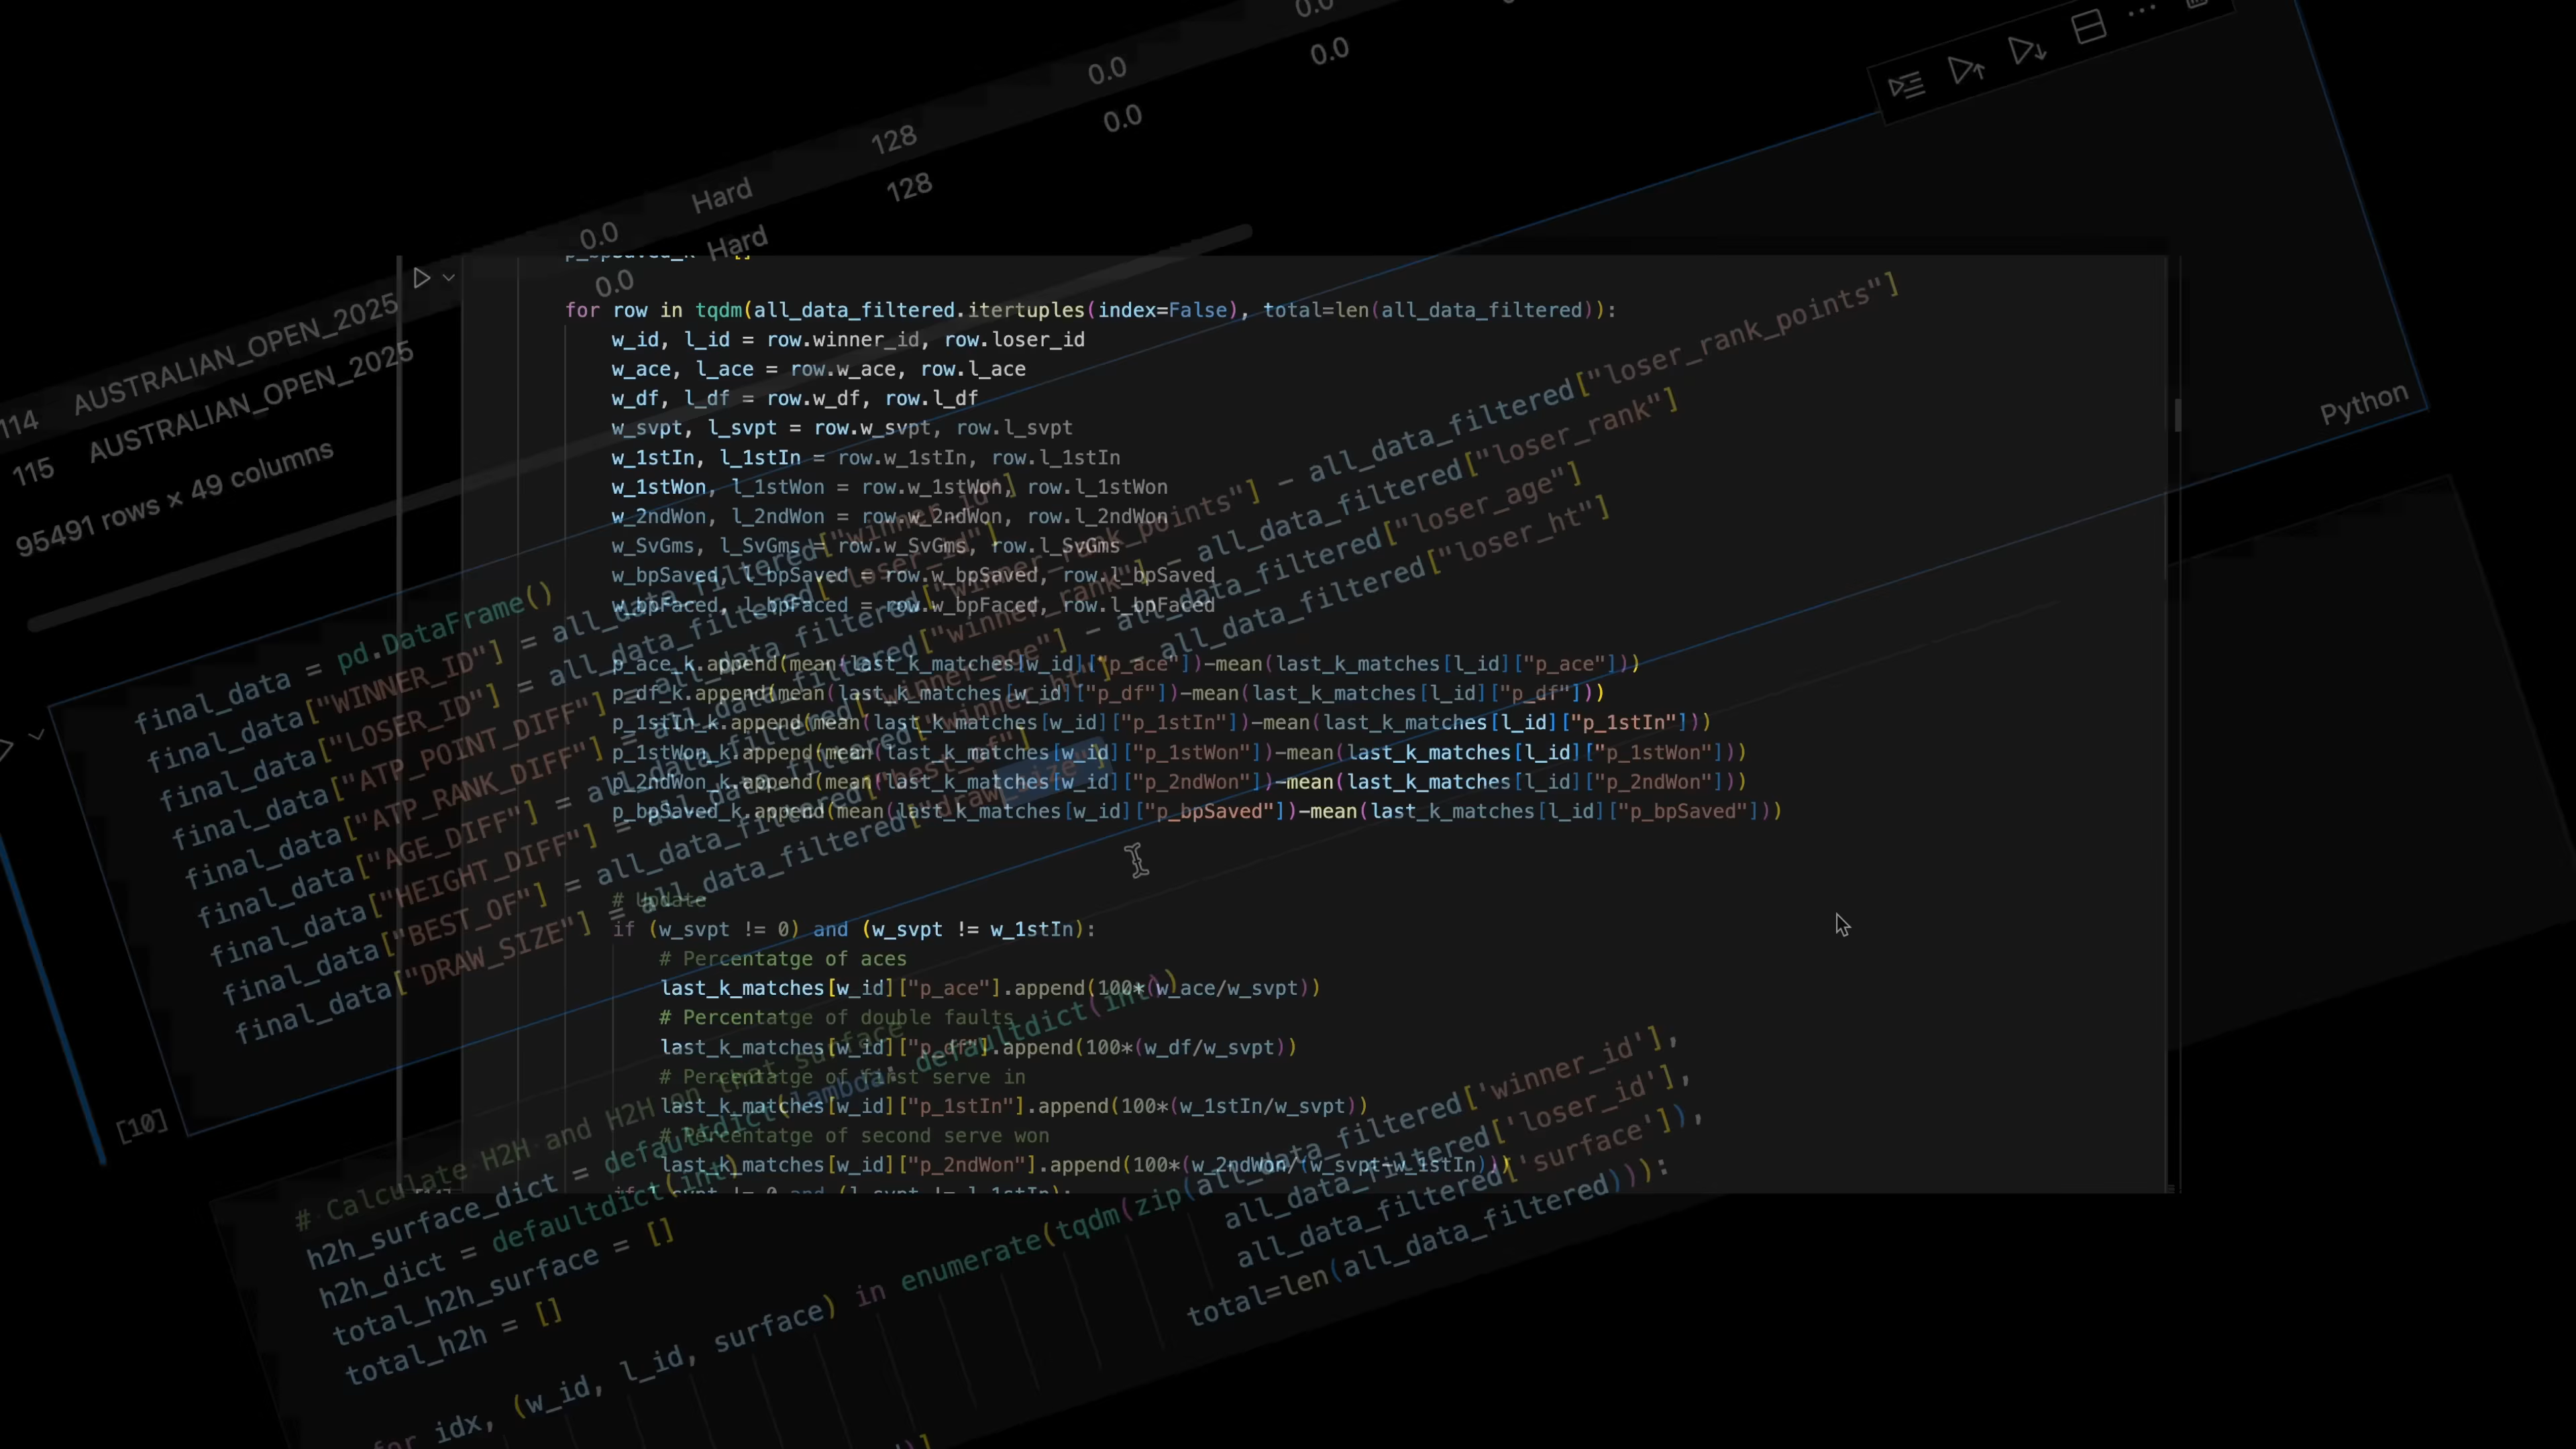 0.0
0.0
0.0
0.0
128
128
Hard
Hard
0.0
0.0
114 AUSTRALIAN_OPEN_2025
115 AUSTRALIAN_OPEN_2025
95491 rows × 49 columns
Python
for row in tqdm(all_data_filtered.itertuples(index=False), total=len(all_data_filtered)):
w_id, l_id = row.winner_id, row.loser_id
w_ace, l_ace = row.w_ace, row.l_ace
w_df, l_df = row.w_df, row.l_df
w_svpt, l_svpt = row.w_svpt, row.l_svpt
w_1stIn, l_1stIn = row.w_1stIn, row.l_1stIn
w_1stWon, l_1stWon = row.w_1stWon, row.l_1stWon
w_2ndWon, l_2ndWon = row.w_2ndWon, row.l_2ndWon
w_SvGms, l_SvGms = row.w_SvGms, row.l_SvGms
w_bpSaved, l_bpSaved = row.w_bpSaved, row.l_bpSaved
w_bpFaced, l_bpFaced = row.w_bpFaced, row.l_bpFaced
p_ace_k.append(mean(last_k_matches[w_id]["p_ace"])-mean(last_k_matches[l_id]["p_ace"]))
p_df_k.append(mean(last_k_matches[w_id]["p_df"])-mean(last_k_matches[l_id]["p_df"]))
p_1stIn_k.append(mean(last_k_matches[w_id]["p_1stIn"])-mean(last_k_matches[l_id]["p_1stIn"]))
p_1stWon_k.append(mean(last_k_matches[w_id]["p_1stWon"])-mean(last_k_matches[l_id]["p_1stWon"]))
p_2ndWon_k.append(mean(last_k_matches[w_id]["p_2ndWon"])-mean(last_k_matches[l_id]["p_2ndWon"]))
p_bpSaved_k.append(mean(last_k_matches[w_id]["p_bpSaved"])-mean(last_k_matches[l_id]["p_bpSaved"]))
# Update
if (w_svpt != 0) and (w_svpt != w_1stIn):
# Percentatge of aces
last_k_matches[w_id]["p_ace"].append(100*(w_ace/w_svpt))
# Percentatge of double faults
last_k_matches[w_id]["p_df"].append(100*(w_df/w_svpt))
# Percentatge of first serve in
last_k_matches[w_id]["p_1stIn"].append(100*(w_1stIn/w_svpt))
# Percentatge of second serve won
last_k_matches[w_id]["p_2ndWon"].append(100*(w_2ndWon/(w_svpt-w_1stIn)))
final_data = pd.DataFrame()
final_data["WINNER_ID"] = all_data_filtered["winner_id"]
final_data["LOSER_ID"] = all_data_filtered["loser_id"]
final_data["ATP_POINT_DIFF"] = all_data_filtered["winner_rank_points"] - all_data_filtered["loser_rank_points"]
final_data["ATP_RANK_DIFF"] = all_data_filtered["winner_rank"] - all_data_filtered["loser_rank"]
final_data["AGE_DIFF"] = all_data_filtered["winner_age"] - all_data_filtered["loser_age"]
final_data["HEIGHT_DIFF"] = all_data_filtered["winner_ht"] - all_data_filtered["loser_ht"]
final_data["BEST_OF"] = all_data_filtered["best_of"]
final_data["DRAW_SIZE"] = all_data_filtered["draw_size"]
[10]
# Calculate H2H and H2H on that surface
h2h_surface_dict = defaultdict(lambda: defaultdict(int))
h2h_dict = defaultdict(int)
total_h2h_surface = []
total_h2h = []
for idx, (w_id, l_id, surface) in enumerate(tqdm(zip(all_data_filtered['winner_id'],
all_data_filtered['loser_id'],
all_data_filtered['surface']),
total=len(all_data_filtered))):